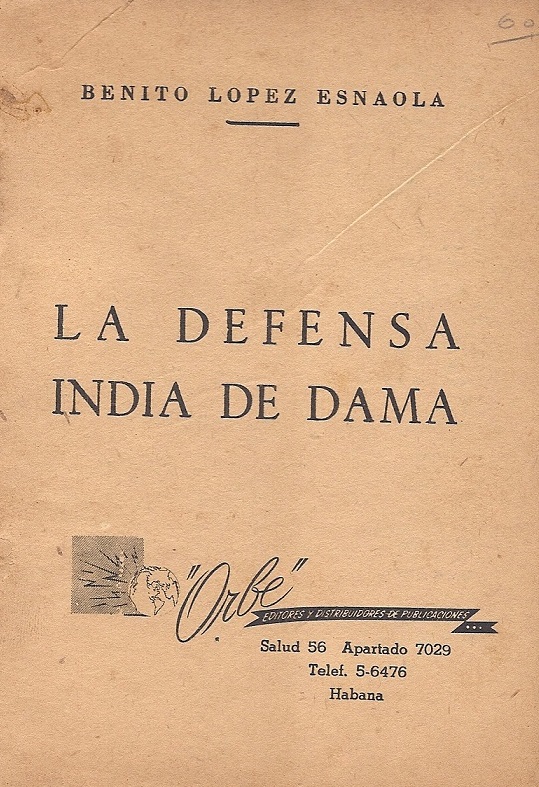 60
BENITO LOPEZ ESNAOLA
LA DEFENSA
INDIA DE DAMA
"Orbe"
EDITORES Y DISTRIBUIDORES DE PUBLICACIONES...
Salud 56 Apartado 7029
Telef. 5-6476
Habana